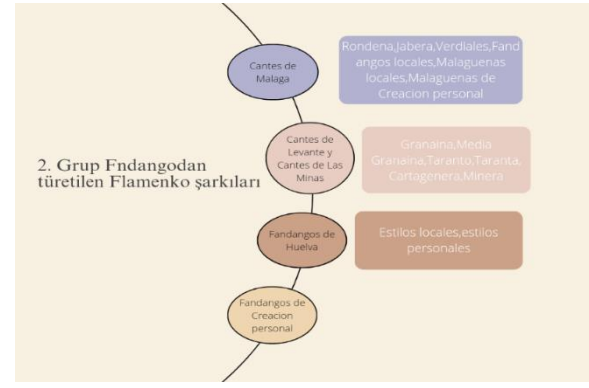 2. Grup Fndangodan
türetilen Flamenko şarkıları
Cantes de
Malaga
Rondena,Jabera,Verdiales,Fand
angos locales,Malaguenas
locales,Malaguenas de
Creacion personal
Cantes de
Levante y
Cantes de Las
Minas
Granaina,Media
Granaina,Taranto,Taranta,
Cartagenera,Minera
Fandangos de
Huelva
Estilos locales,estilos
personales
Fandangos de
Creacion
personal